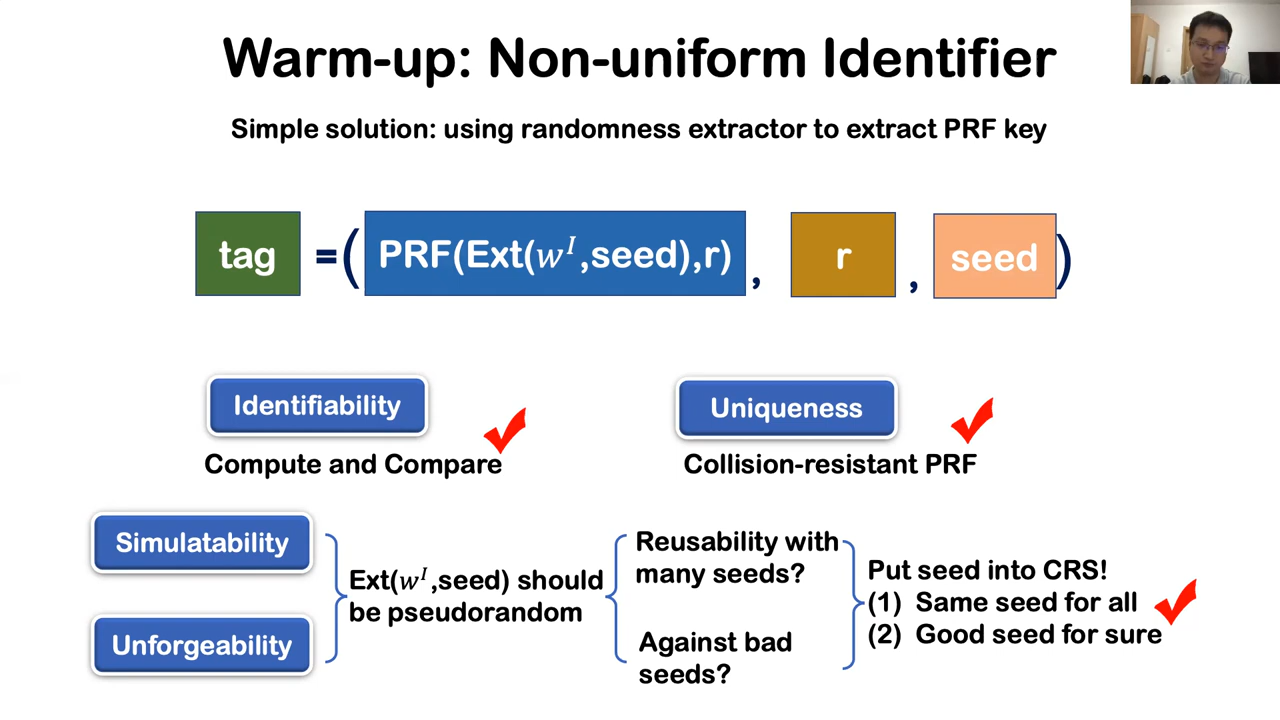 Warm-up: Non-uniform Identifier
Simple solution: using randomness extractor to extract PRF key
tag =( PRF(Ext(𝑤ᴵ,seed),r) , r , seed )
Identifiability
Uniqueness
Compute and Compare
Collision-resistant PRF
Simulatability
Unforgeability
Ext(𝑤ᴵ,seed) should
be pseudorandom
Reusability with
many seeds?
Against bad
seeds?
Put seed into CRS!
(1) Same seed for all
(2) Good seed for sure